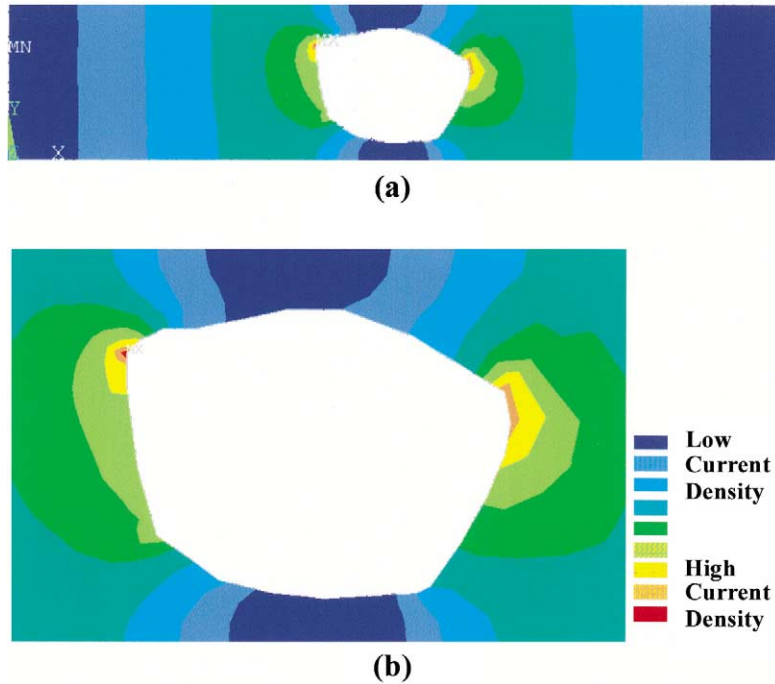 MN
MX
Y
X
(a)
MX
Low
Current
Density
High
Current
Density
(b)